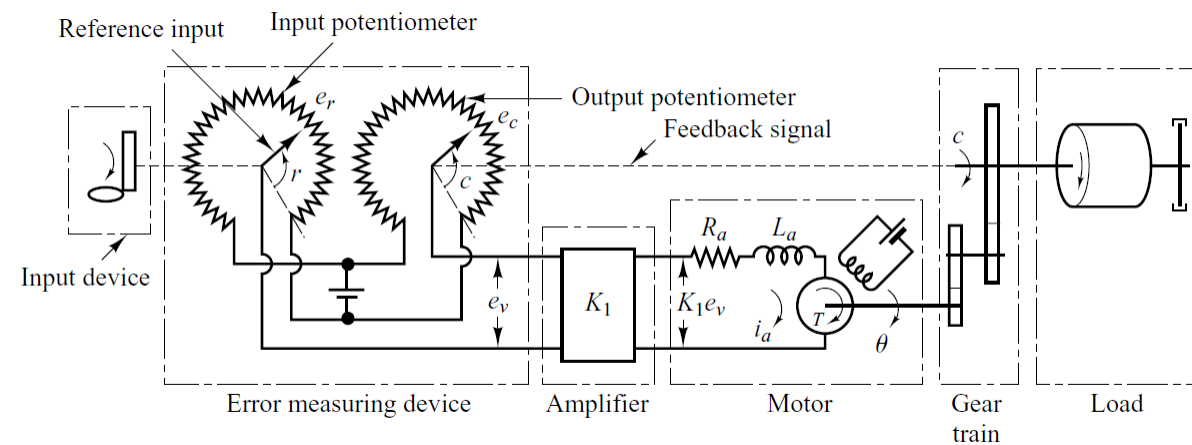 Reference input
Input potentiometer
e_r
Output potentiometer
e_c
Feedback signal
c
r
c
Input device
R_a
L_a
e_v
K_1
K_1e_v
i_a
T
θ
Error measuring device
Amplifier
Motor
Gear
train
Load